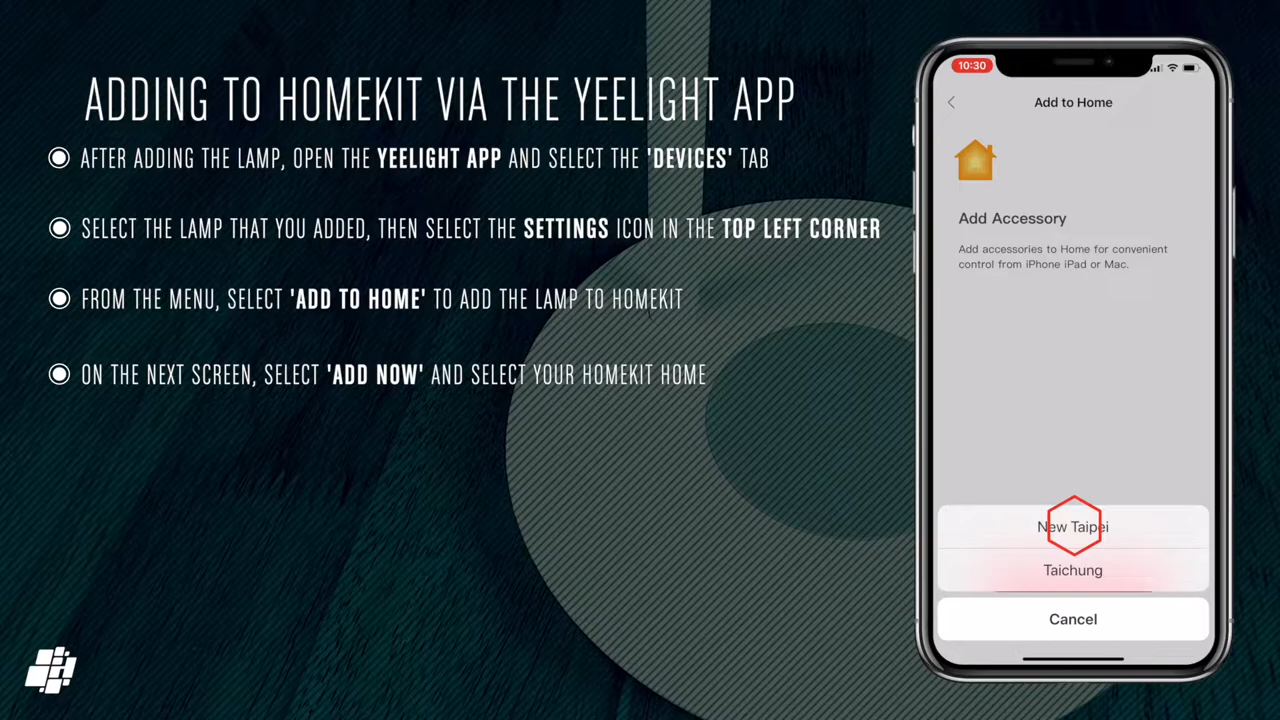 ADDING TO HOMEKIT VIA THE YEELIGHT APP
AFTER ADDING THE LAMP, OPEN THE YEELIGHT APP AND SELECT THE 'DEVICES' TAB
SELECT THE LAMP THAT YOU ADDED, THEN SELECT THE SETTINGS ICON IN THE TOP LEFT CORNER
FROM THE MENU, SELECT 'ADD TO HOME' TO ADD THE LAMP TO HOMEKIT
ON THE NEXT SCREEN, SELECT 'ADD NOW' AND SELECT YOUR HOMEKIT HOME
10:30
Add to Home
Add Accessory
Add accessories to Home for convenient
control from iPhone iPad or Mac.
New Taipei
Taichung
Cancel